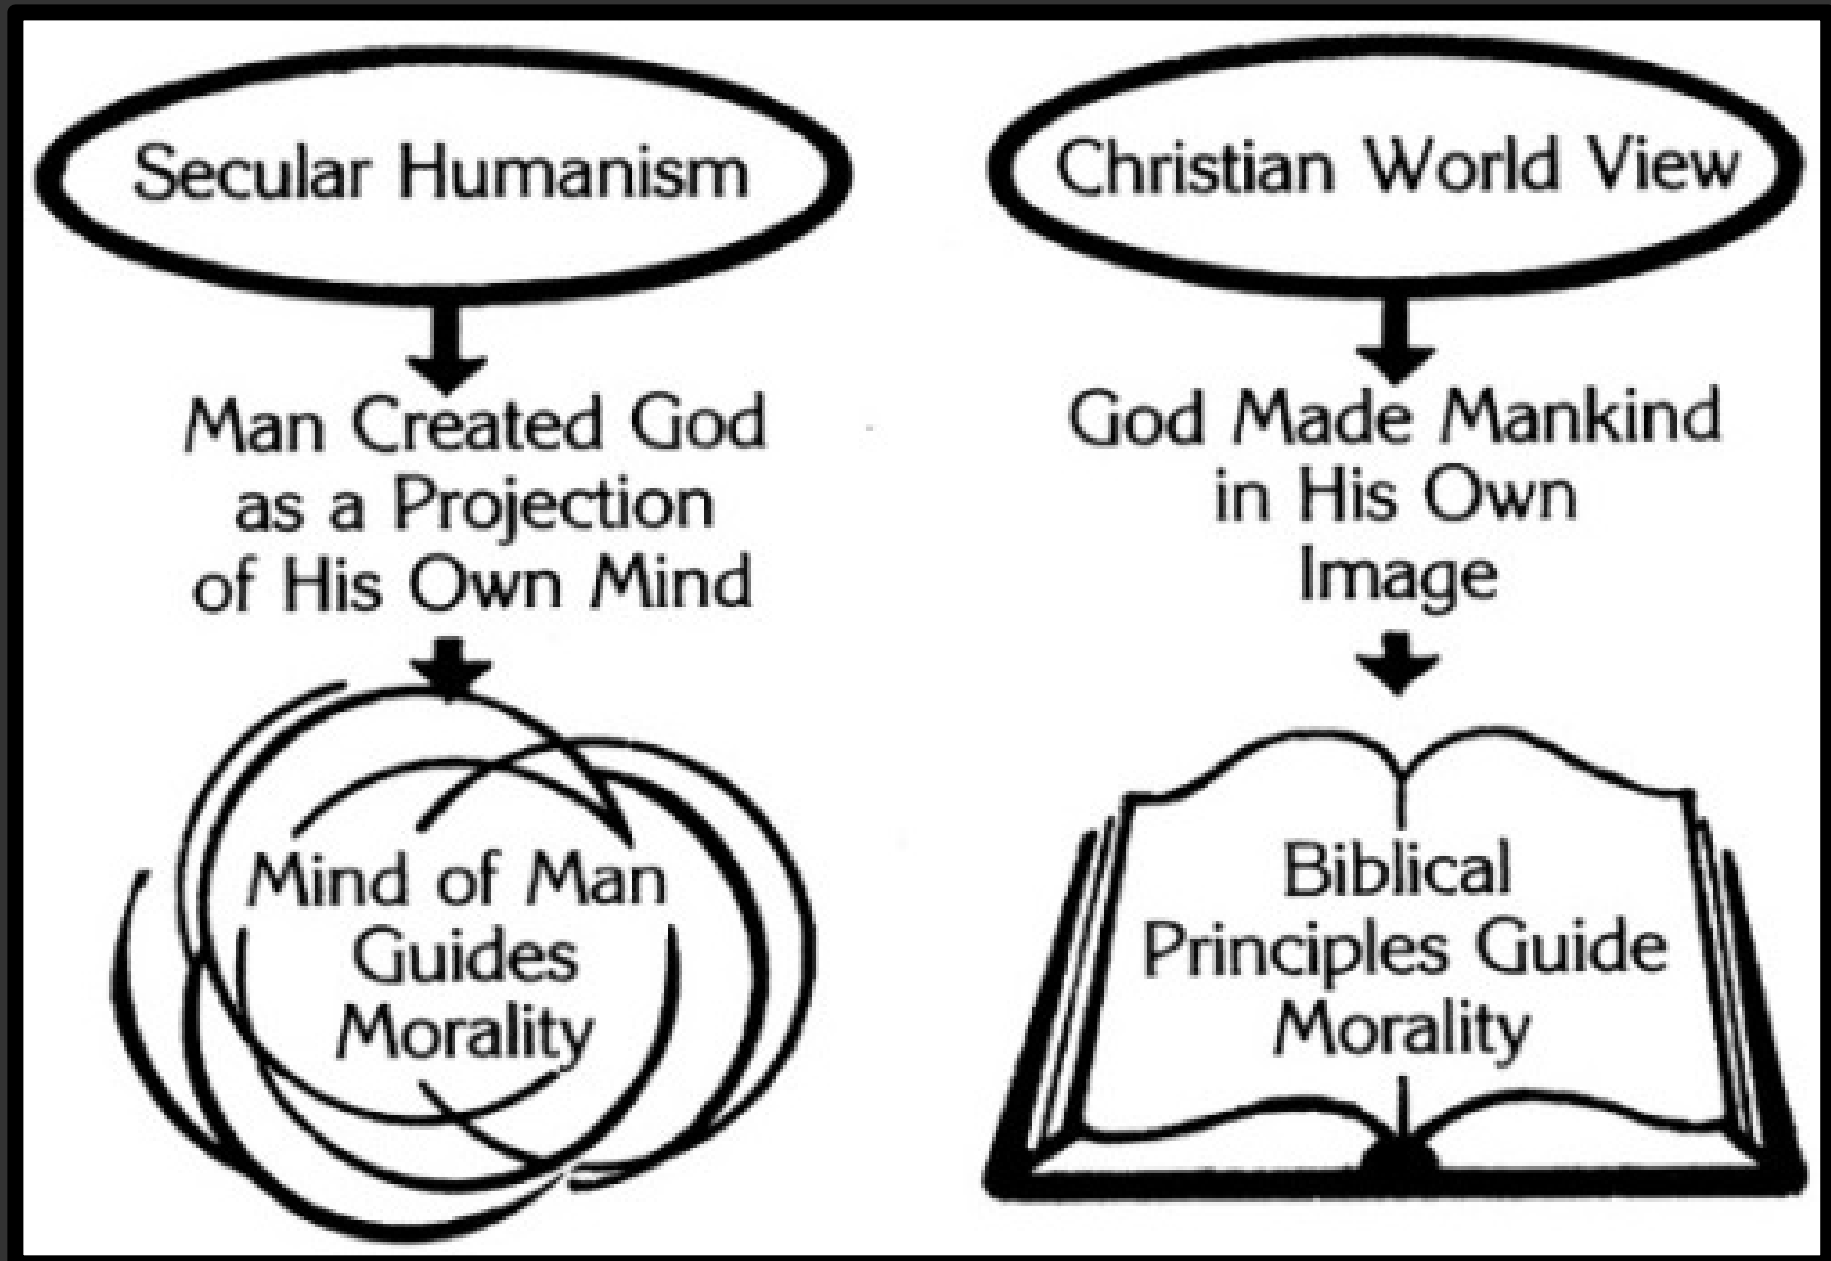 Secular Humanism
Man Created God
as a Projection
of His Own Mind
Mind of Man
Guides
Morality
Christian World View
God Made Mankind
in His Own
Image
Biblical
Principles Guide
Morality